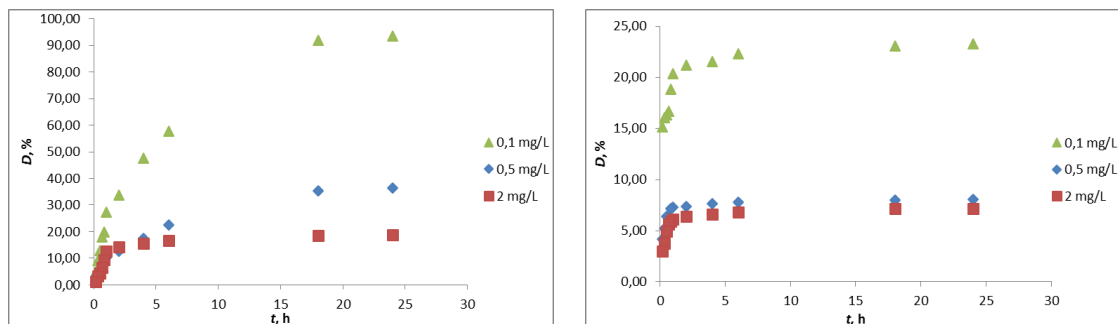 100,00
90,00
80,00
70,00
60,00
50,00
40,00
30,00
20,00
10,00
0,00
D, %
0 5 10 15 20 25 30
t, h
0,1 mg/L
0,5 mg/L
2 mg/L
25,00
20,00
15,00
10,00
5,00
0,00
D, %
0 5 10 15 20 25 30
t, h
0,1 mg/L
0,5 mg/L
2 mg/L